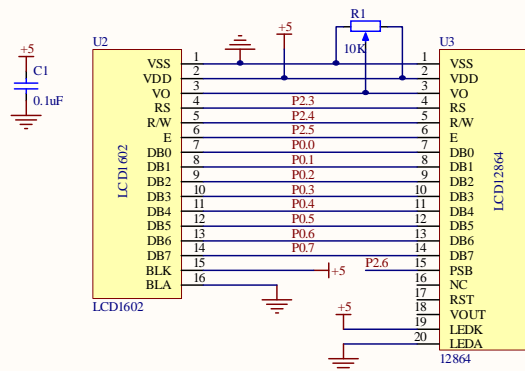 +5
C1
0.1uF
U2
LCD1602
VSS 1
VDD 2
VO 3
RS 4
R/W 5
E 6
DB0 7
DB1 8
DB2 9
DB3 10
DB4 11
DB5 12
DB6 13
DB7 14
BLK 15
BLA 16
LCD1602
+5
R1
10K
P2.3
P2.4
P2.5
P0.0
P0.1
P0.2
P0.3
P0.4
P0.5
P0.6
P0.7
+5
P2.6
+5
U3
1 VSS
2 VDD
3 VO
4 RS
5 R/W
6 E
7 DB0
8 DB1
9 DB2
10 DB3
11 DB4
12 DB5
13 DB6
14 DB7
15 PSB
16 NC
17 RST
18 VOUT
19 LEDK
20 LEDA
LCD12864
12864